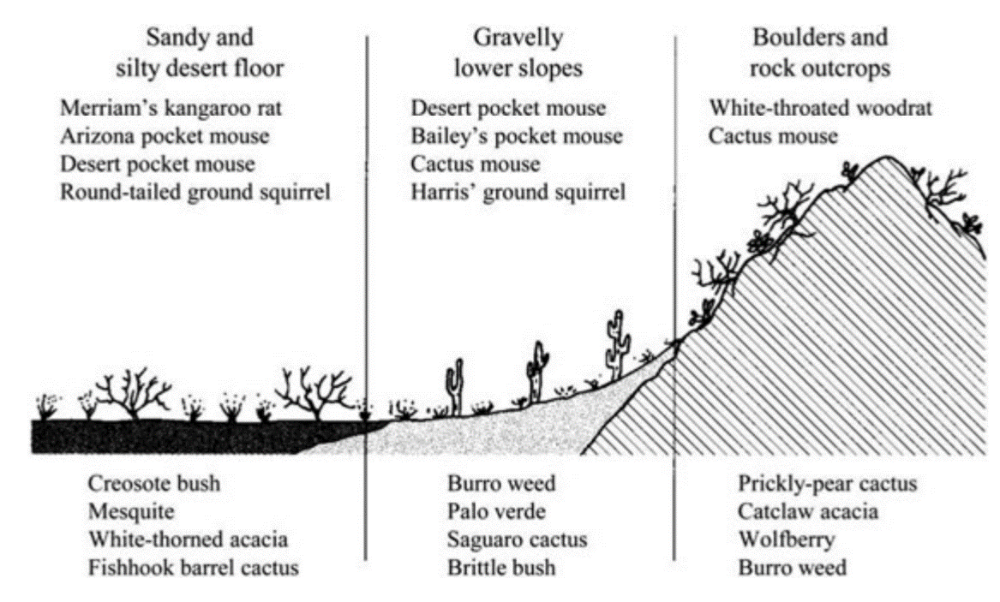 Sandy and
silty desert floor
Merriam's kangaroo rat
Arizona pocket mouse
Desert pocket mouse
Round-tailed ground squirrel
Creosote bush
Mesquite
White-thorned acacia
Fishhook barrel cactus
Gravelly
lower slopes
Desert pocket mouse
Bailey's pocket mouse
Cactus mouse
Harris' ground squirrel
Burro weed
Palo verde
Saguaro cactus
Brittle bush
Boulders and
rock outcrops
White-throated woodrat
Cactus mouse
Prickly-pear cactus
Catclaw acacia
Wolfberry
Burro weed